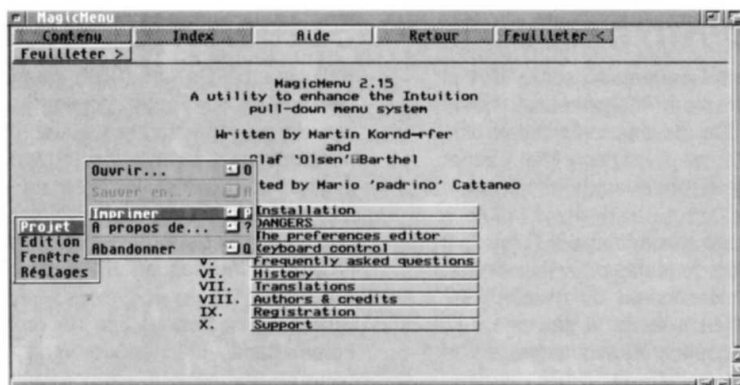 MagicMenu
Contenu Index Aide Retour Feuilleter <
Feuilleter >
MagicMenu 2.15
A utility to enhance the Intuition
pull-down menu system
Written by Martin Kornd→rfer
and
Olaf 'Olsen' Barthel
ted by Mario 'padrino' Cattaneo
Ouvrir... O
Sauver en... A
Imprimer P
A propos de... ?
Abandonner Q
Projet
Edition
Fenêtre
Réglages
Installation
DANGERS
The preferences editor
Keyboard control
V. Frequently asked questions
VI. History
VII. Translations
VIII. Authors & credits
IX. Registration
X. Support